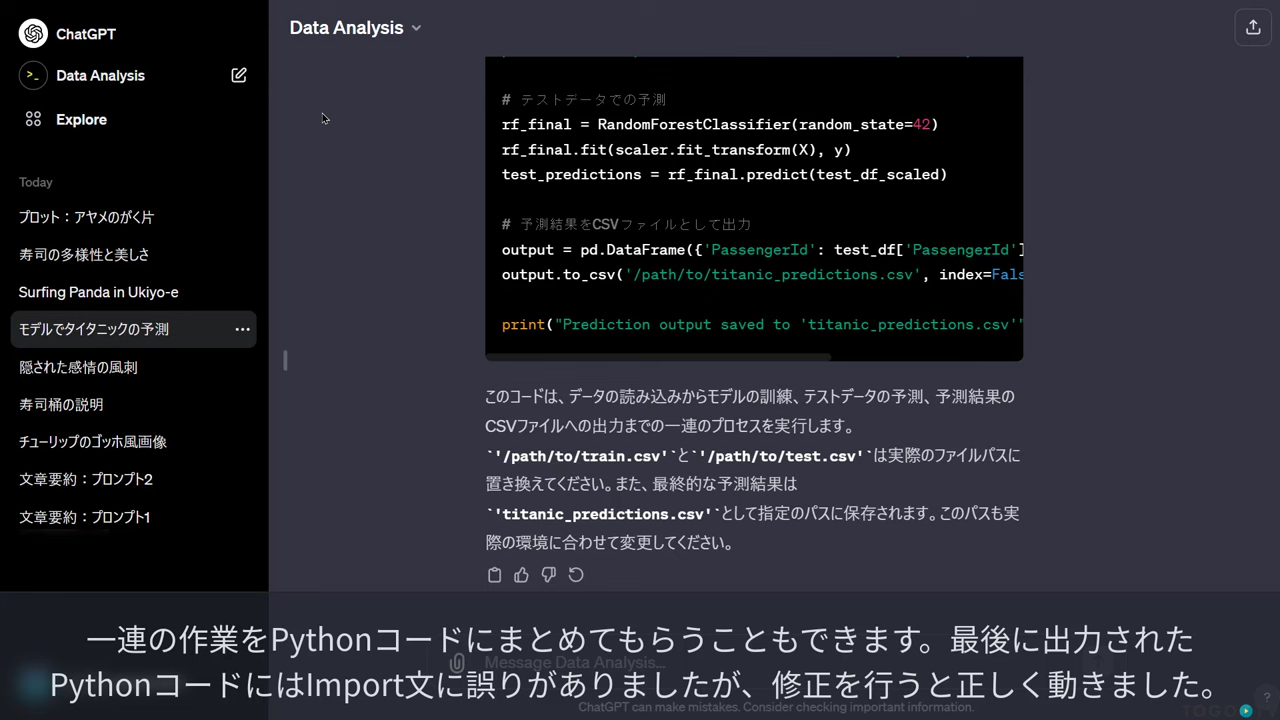 ChatGPT
Data Analysis
Explore
Today
プロット：アヤメのがく片
寿司の多様性と美しさ
Surfing Panda in Ukiyo-e
モデルでタイタニックの予測
隠された感情の風刺
寿司桶の説明
チューリップのゴッホ風画像
文章要約：プロンプト2
文章要約：プロンプト1
Data Analysis
# テストデータでの予測
rf_final = RandomForestClassifier(random_state=42)
rf_final.fit(scaler.fit_transform(X), y)
test_predictions = rf_final.predict(test_df_scaled)
# 予測結果をCSVファイルとして出力
output = pd.DataFrame({'PassengerId': test_df['PassengerId']
output.to_csv('/path/to/titanic_predictions.csv', index=Fals
print("Prediction output saved to 'titanic_predictions.csv'"
このコードは、データの読み込みからモデルの訓練、テストデータの予測、予測結果の
CSVファイルへの出力までの一連のプロセスを実行します。
`'/path/to/train.csv'`と`'/path/to/test.csv'`は実際のファイルパスに
置き換えてください。また、最終的な予測結果は
`'titanic_predictions.csv'`として指定のパスに保存されます。このパスも実
際の環境に合わせて変更してください。
一連の作業をPythonコードにまとめてもらうこともできます。最後に出力された
Message Data Analysis...
PythonコードにはImport文に誤りがありましたが、修正を行うと正しく動きました。
ChatGPT can make mistakes. Consider checking important information.